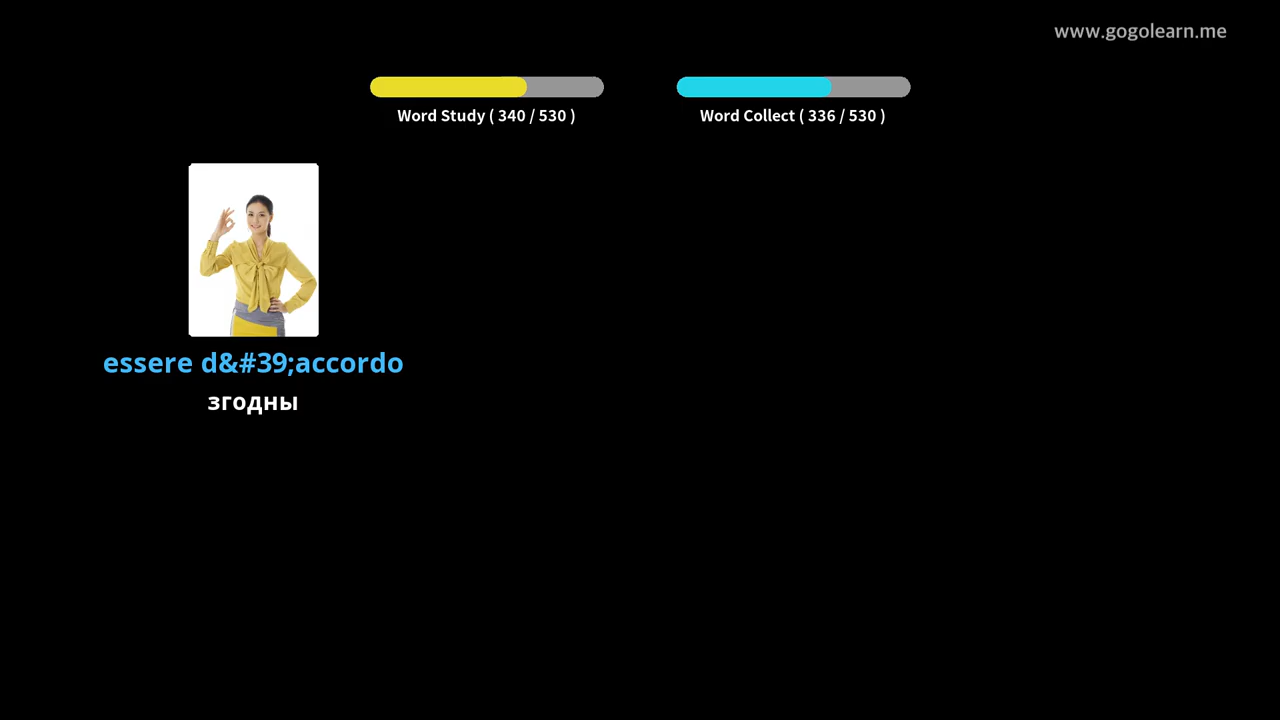 www.gogolearn.me
Word Study ( 340 / 530 )
Word Collect ( 336 / 530 )
essere d&#39;accordo
згодны